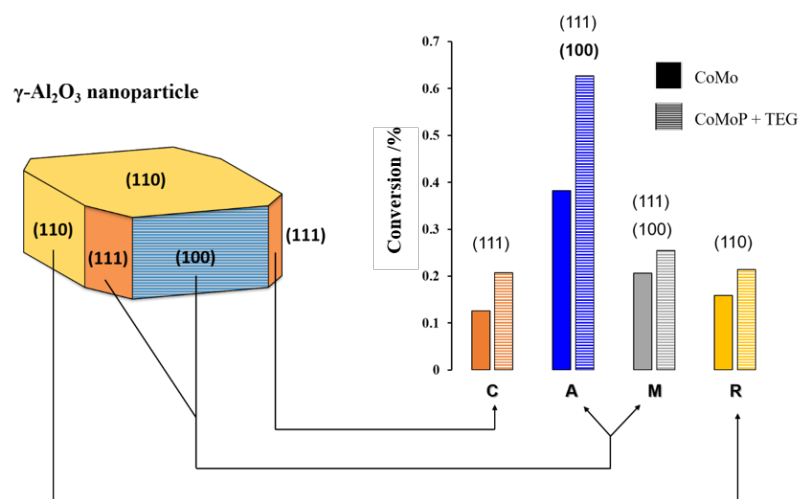 γ-Al₂O₃ nanoparticle
(110)
(110)
(111)
(100)
(111)
Conversion /%
0.7
0.6
0.5
0.4
0.3
0.2
0.1
0
(111)
(111)
(100)
(111)
(100)
(110)
C
A
M
R
CoMo
CoMoP + TEG